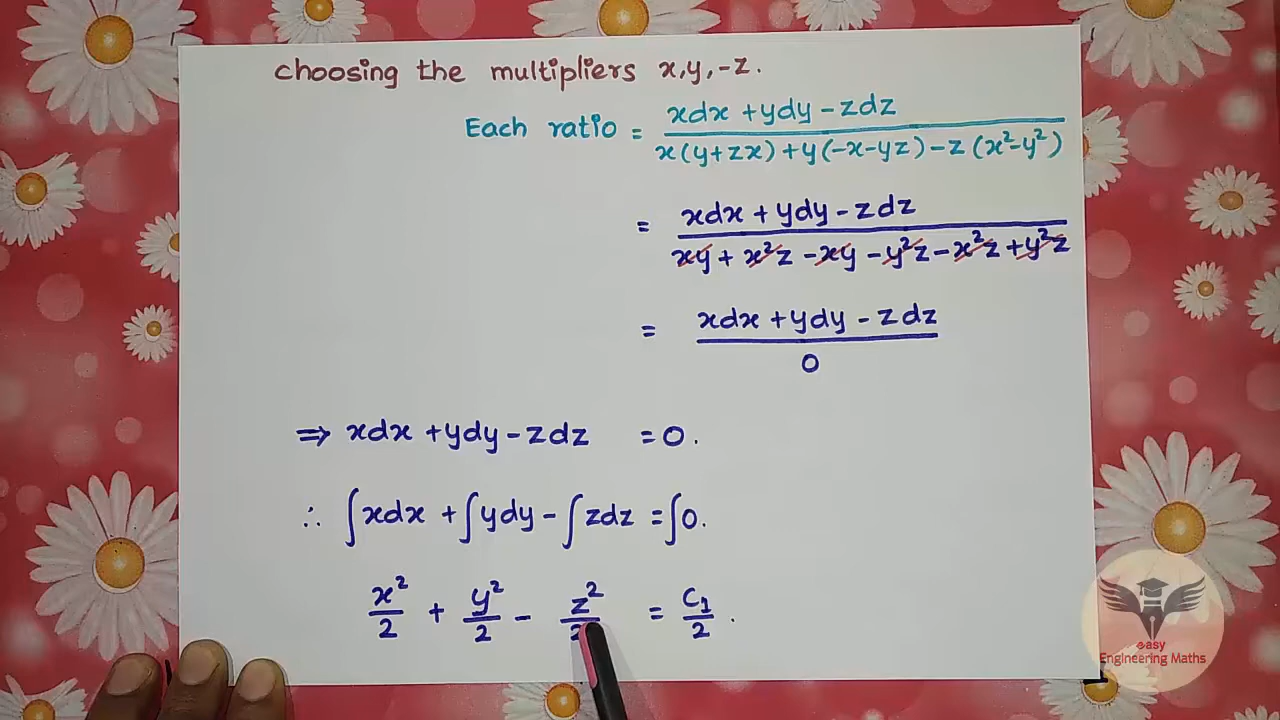 choosing the multipliers x,y,-z.
Each ratio = xdx + ydy - zdz / x(y+zx)+y(-x-yz)-z(x²-y²)
= xdx + ydy - zdz / xy + x²z - xy - y²z - x²z + y²z
= xdx + ydy - zdz / 0
⇒ xdx + ydy - zdz = 0.
∴ ∫xdx + ∫ydy - ∫zdz = ∫0.
x²/2 + y²/2 - z²/2 = C₁/2 .
easy
Engineering Maths